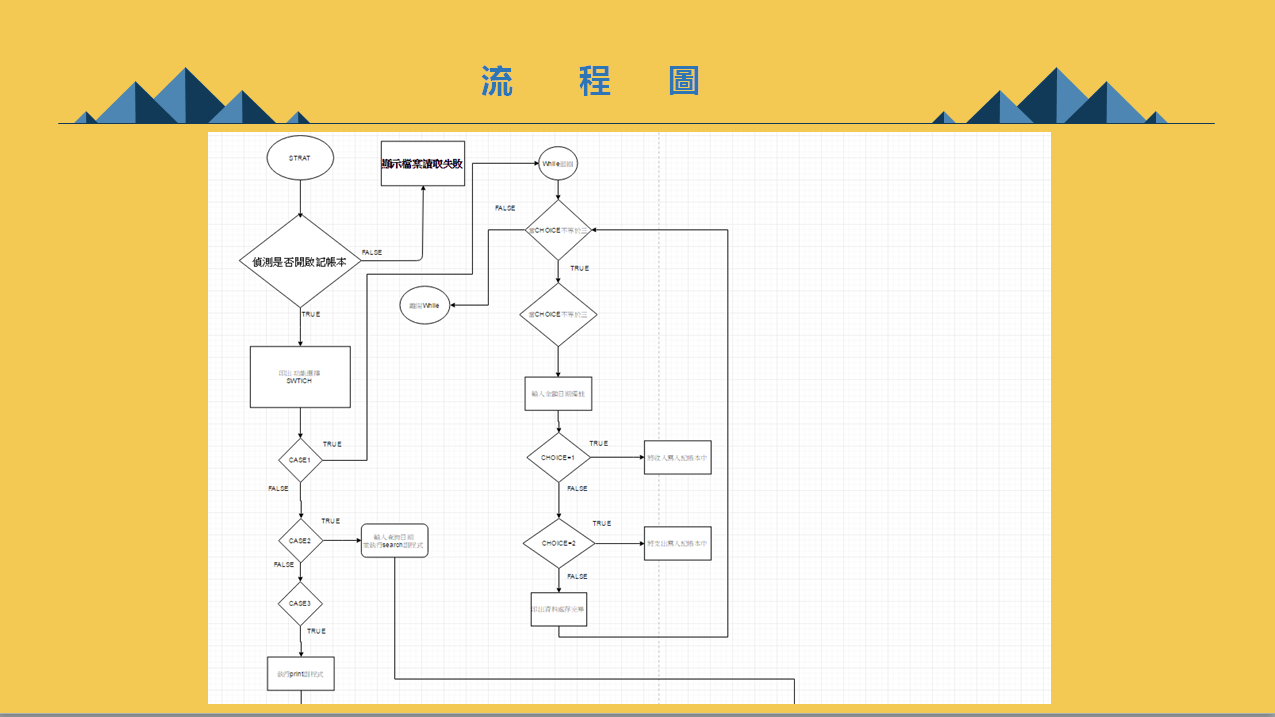 流 程 圖
STRAT
顯示檔案讀取失敗
While迴圈
FALSE
當CHOICE不等於三
偵測是否開啟記帳本
FALSE
TRUE
離開While
TRUE
當CHOICE不等於三
印出功能選擇
SWTICH
輸入金額日期備註
TRUE
CASE1
TRUE
CHOICE=1
將收入寫入記帳本中
FALSE
FALSE
TRUE
TRUE
CASE2
輸入查詢日期
並執行search副程式
CHOICE=2
將支出寫入記帳本中
FALSE
FALSE
CASE3
印出資料處理完畢
TRUE
執行print副程式